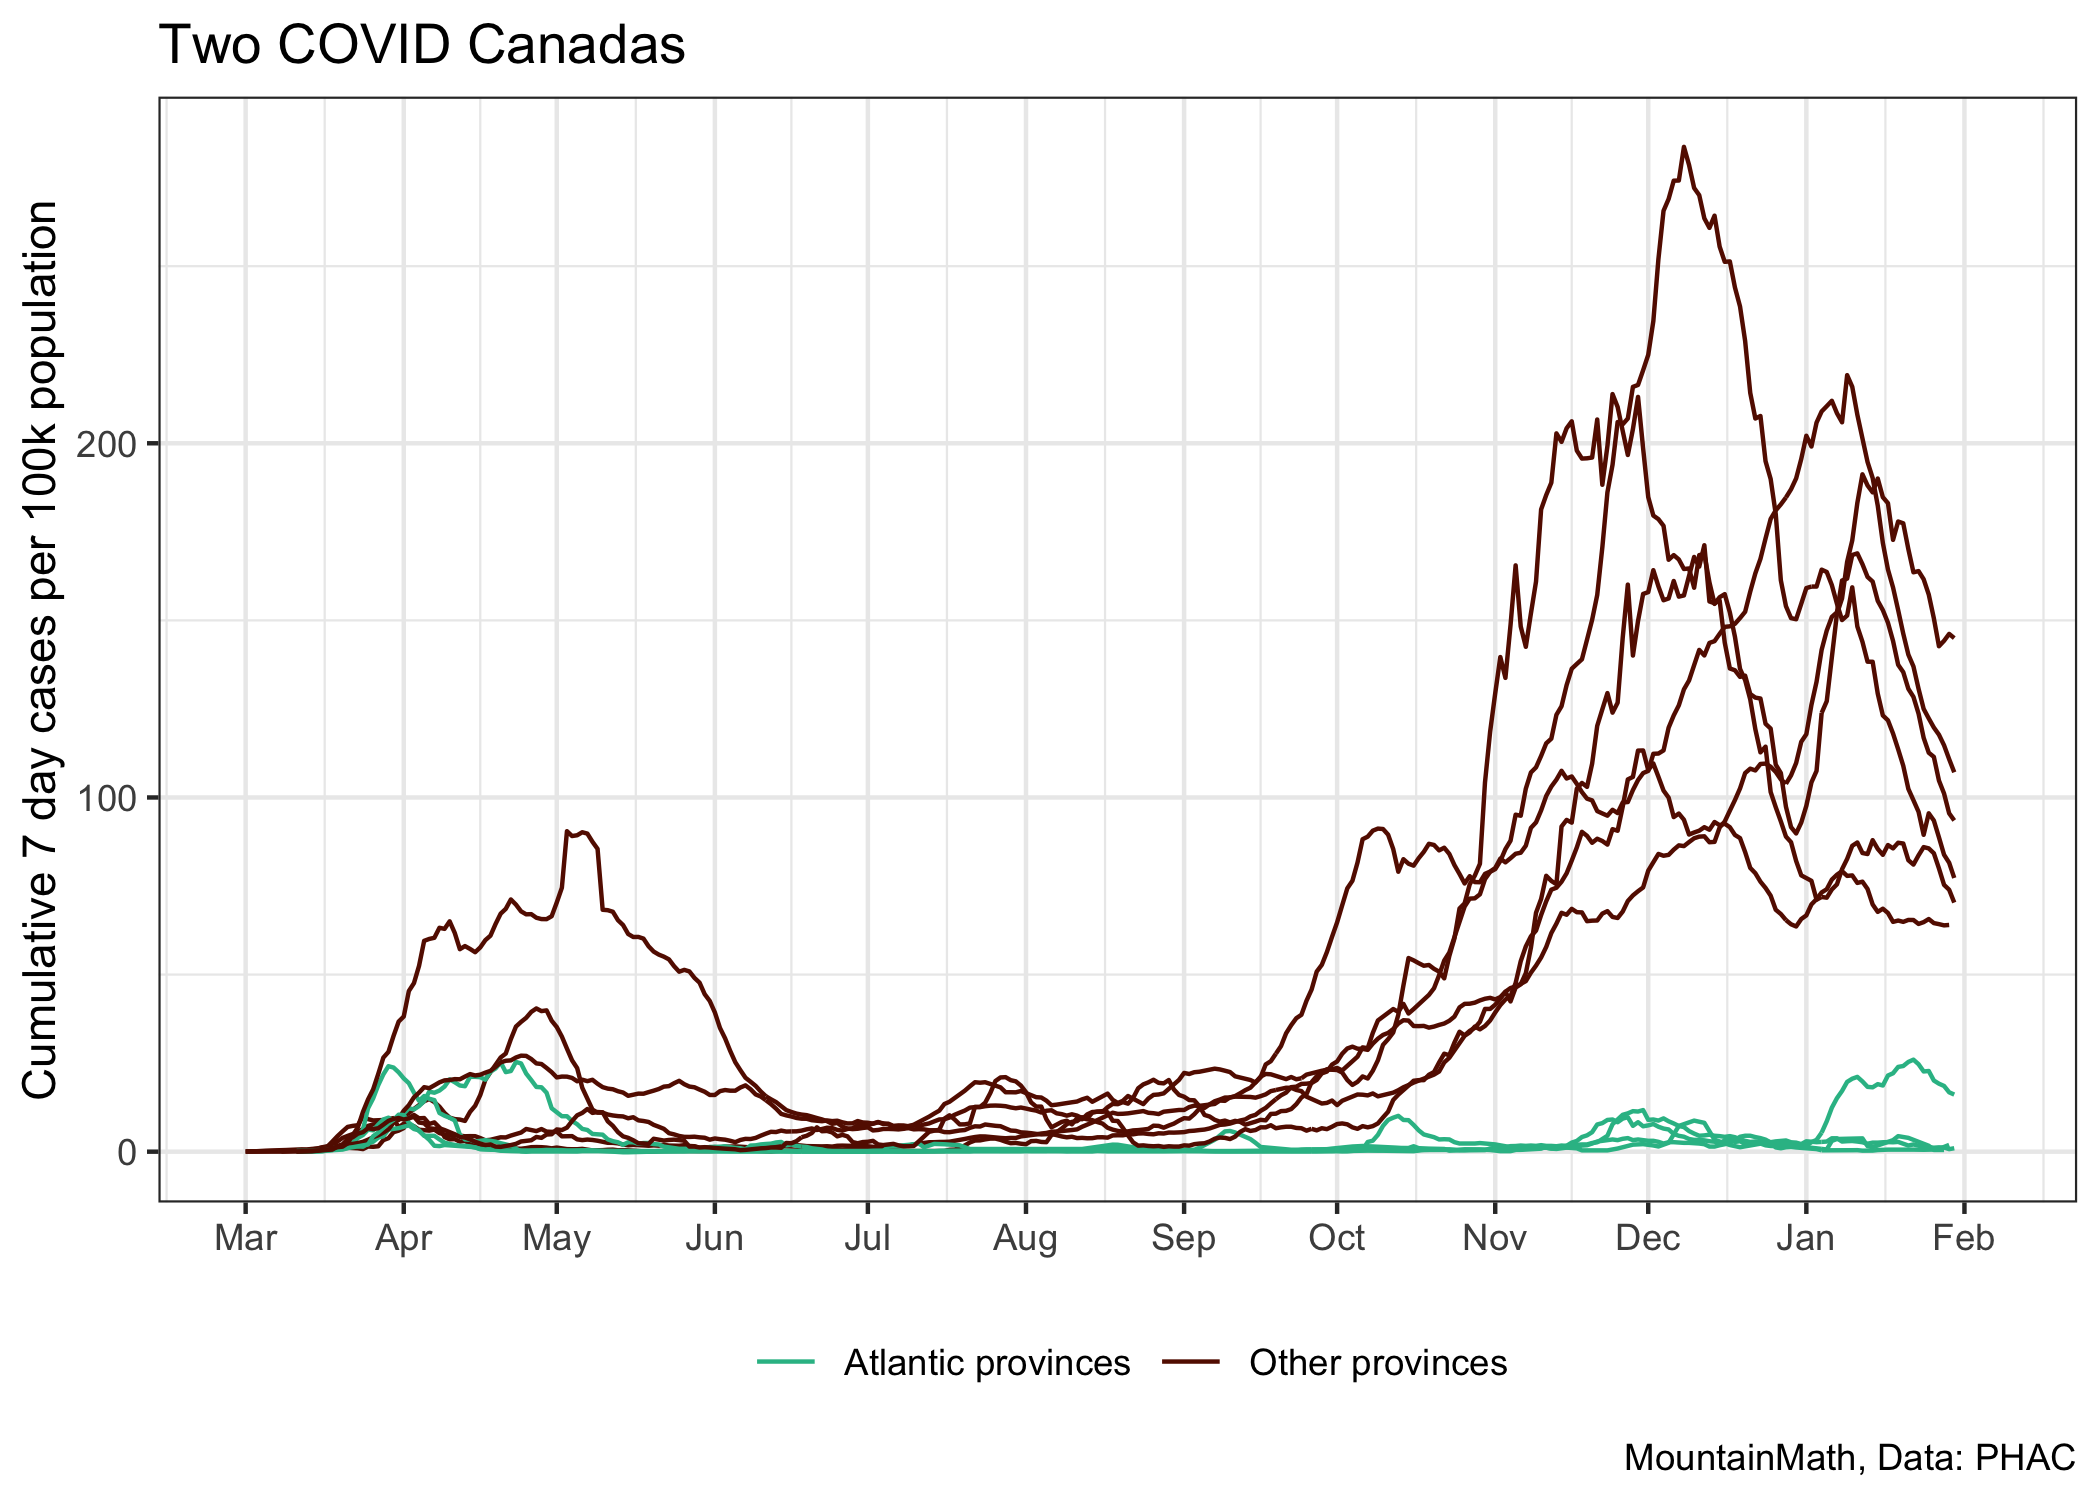 Two COVID Canadas
Cumulative 7 day cases per 100k population
200
100
0
Mar Apr May Jun Jul Aug Sep Oct Nov Dec Jan Feb
Atlantic provinces Other provinces
MountainMath, Data: PHAC